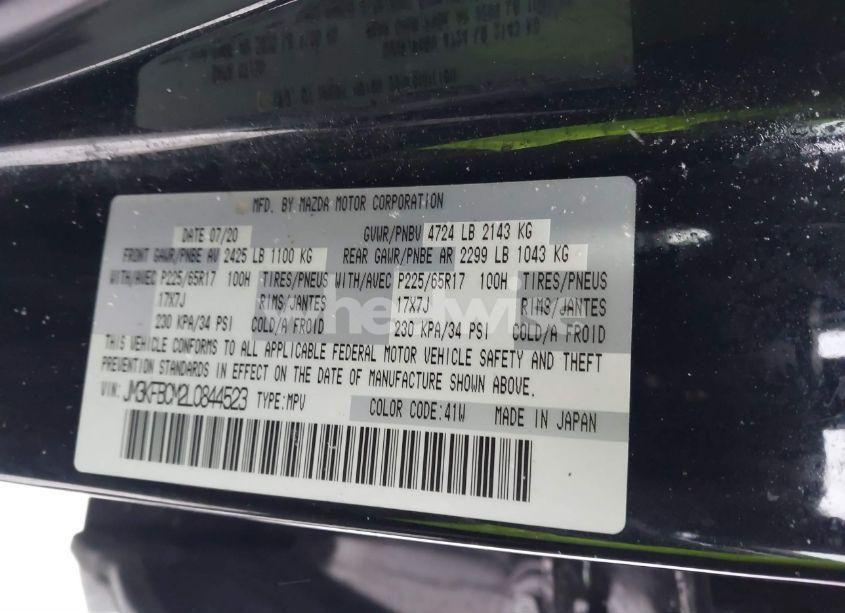 MFD. BY MAZDA MOTOR CORPORATION
DATE 07/20 GVWR/PNBV 4724 LB 2143 KG
FRONT GAWR/PNBE AV 2425 LB 1100 KG REAR GAWR/PNBE AR 2299 LB 1043 KG
WITH/AVEC P225/65R17 100H TIRES/PNEUS WITH/AVEC P225/65R17 100H TIRES/PNEUS
17X7J RIMS/JANTES 17X7J RIMS/JANTES
230 KPA/34 PSI COLD/A FROID 230 KPA/34 PSI COLD/A FROID
THIS VEHICLE CONFORMS TO ALL APPLICABLE FEDERAL MOTOR VEHICLE SAFETY AND THEFT
PREVENTION STANDARDS IN EFFECT ON THE DATE OF MANUFACTURE SHOWN ABOVE.
VIN: JM3KFBCM2L0844523 TYPE:MPV COLOR CODE:41W MADE IN JAPAN